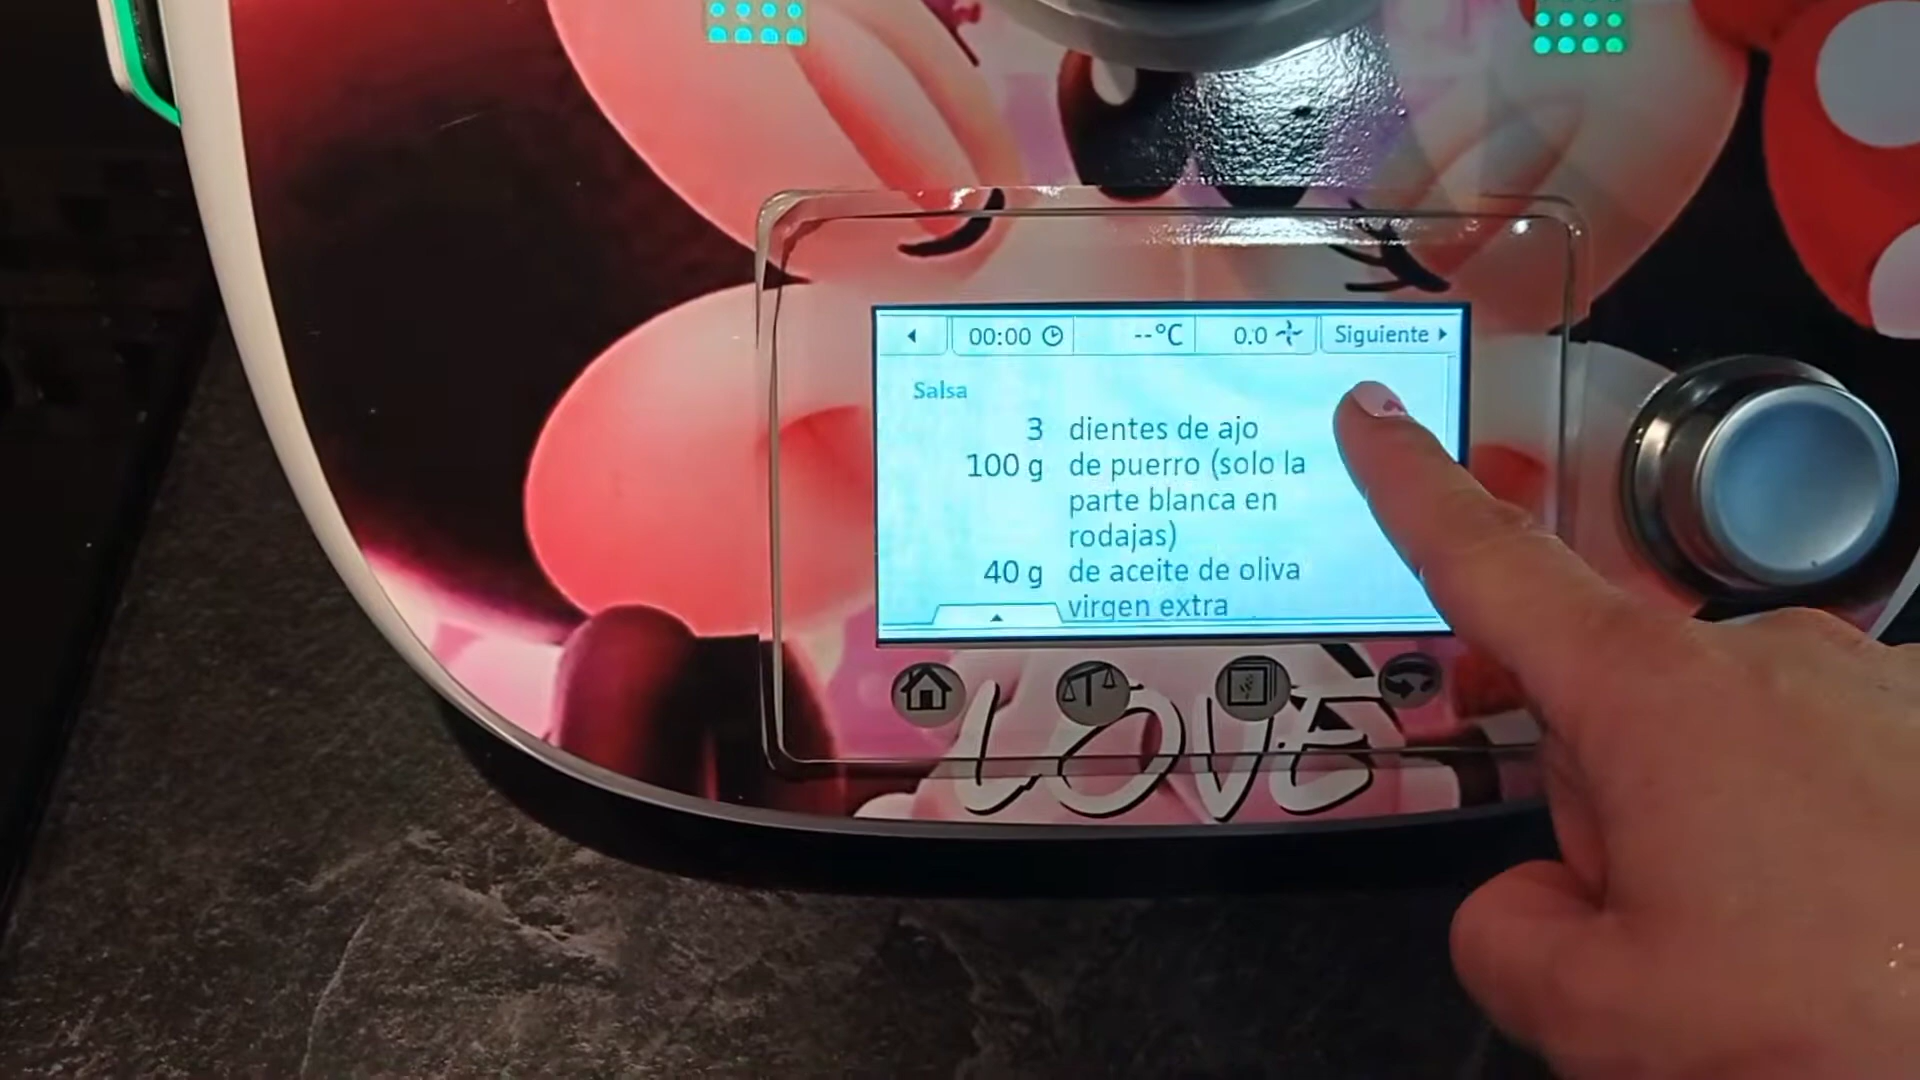 00:00 --°C 0.0 Siguiente
Salsa
3 dientes de ajo
100 g de puerro (solo la
parte blanca en
rodajas)
40 g de aceite de oliva
virgen extra
LOVE